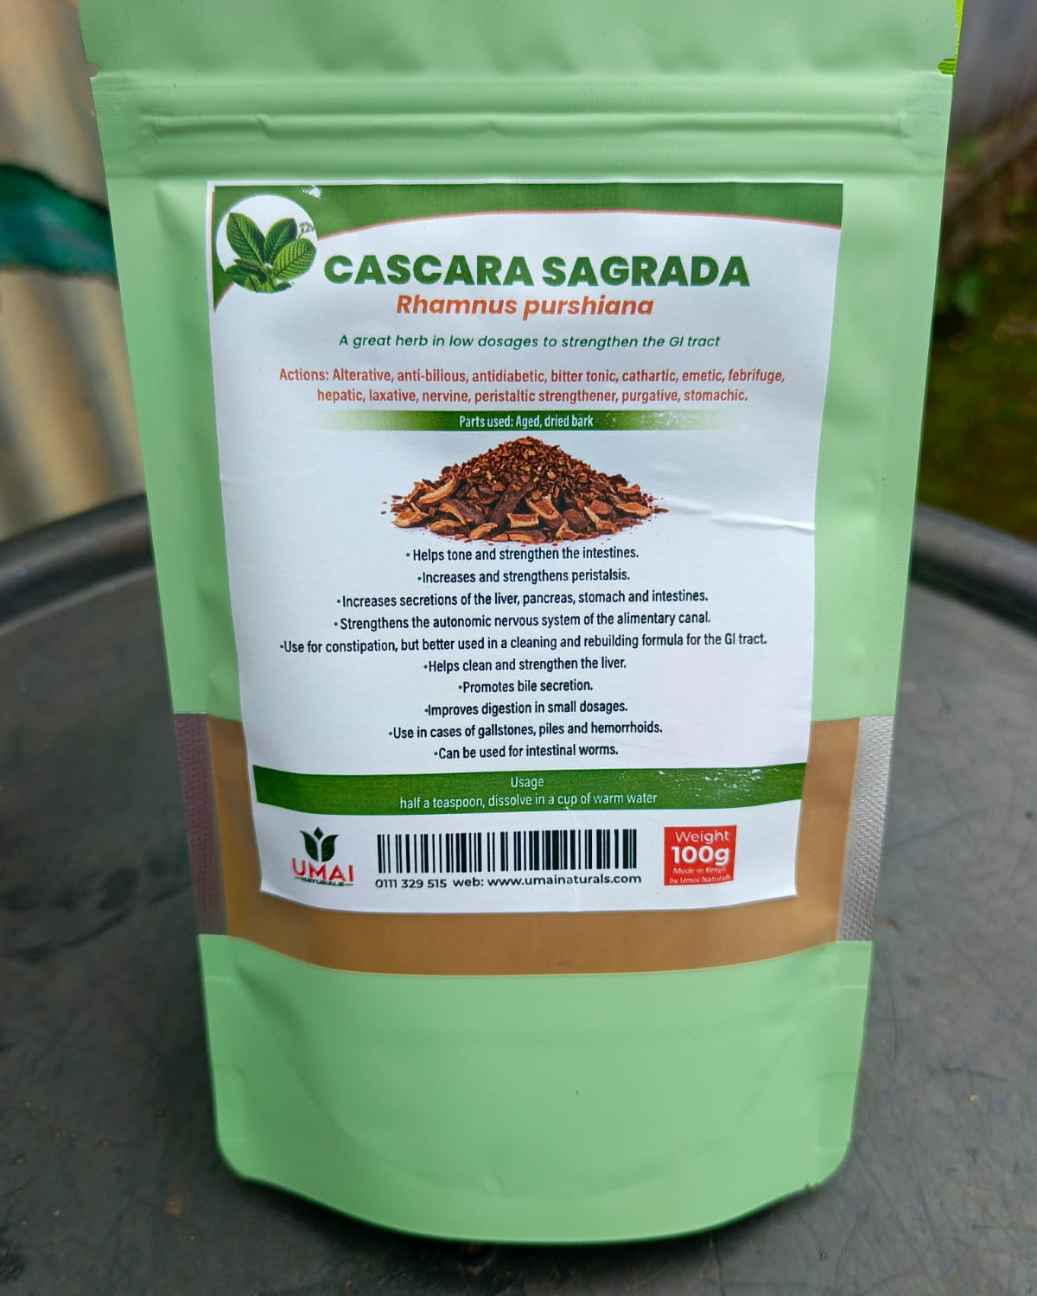 CASCARA SAGRADA
Rhamnus purshiana
A great herb in low dosages to strengthen the GI tract
Actions: Alterative, anti-bilious, antidiabetic, bitter tonic, cathartic, emetic, febrifuge,
hepatic, laxative, nervine, peristaltic strengthener, purgative, stomachic.
Parts used: Aged, dried bark
• Helps tone and strengthen the intestines.
•Increases and strengthens peristalsis.
•Increases secretions of the liver, pancreas, stomach and intestines.
•Strengthens the autonomic nervous system of the alimentary canal.
•Use for constipation, but better used in a cleaning and rebuilding formula for the GI tract.
•Helps clean and strengthen the liver.
•Promotes bile secretion.
•Improves digestion in small dosages.
•Use in cases of gallstones, piles and hemorrhoids.
•Can be used for intestinal worms.
Usage
half a teaspoon, dissolve in a cup of warm water
UMAI
NATURALS
0111 329 515 web: www.umainaturals.com
Weight
100g
Made in Kenya
by Umai Naturals